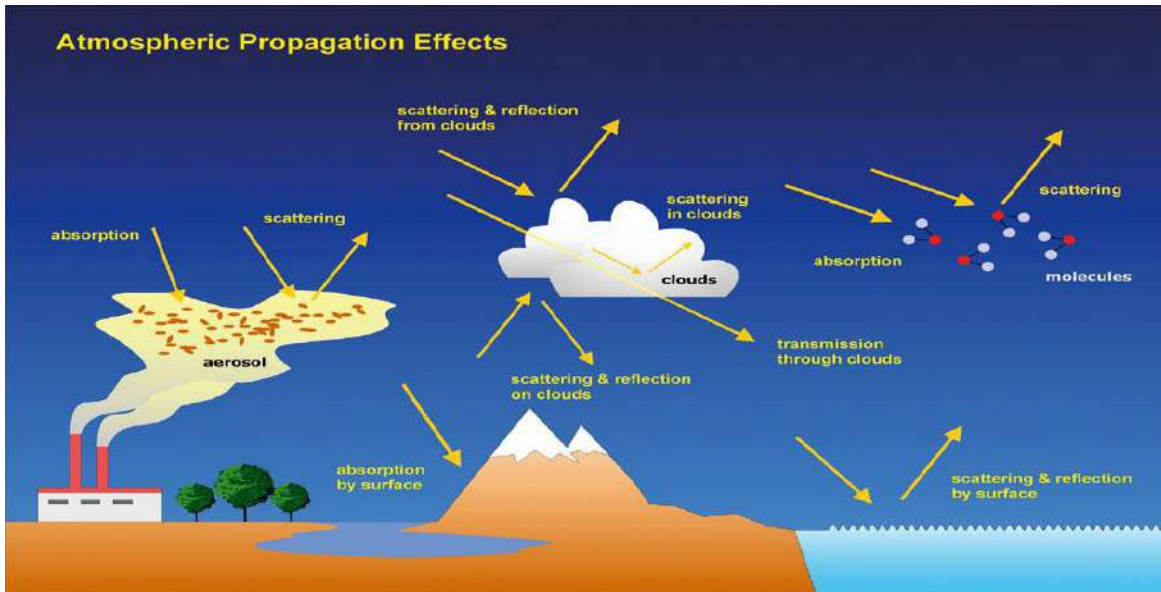 Atmospheric Propagation Effects
scattering & reflection
from clouds
scattering
absorption
scattering
in clouds
clouds
scattering
absorption
molecules
aerosol
transmission
through clouds
scattering & reflection
on clouds
absorption
by surface
scattering & reflection
by surface